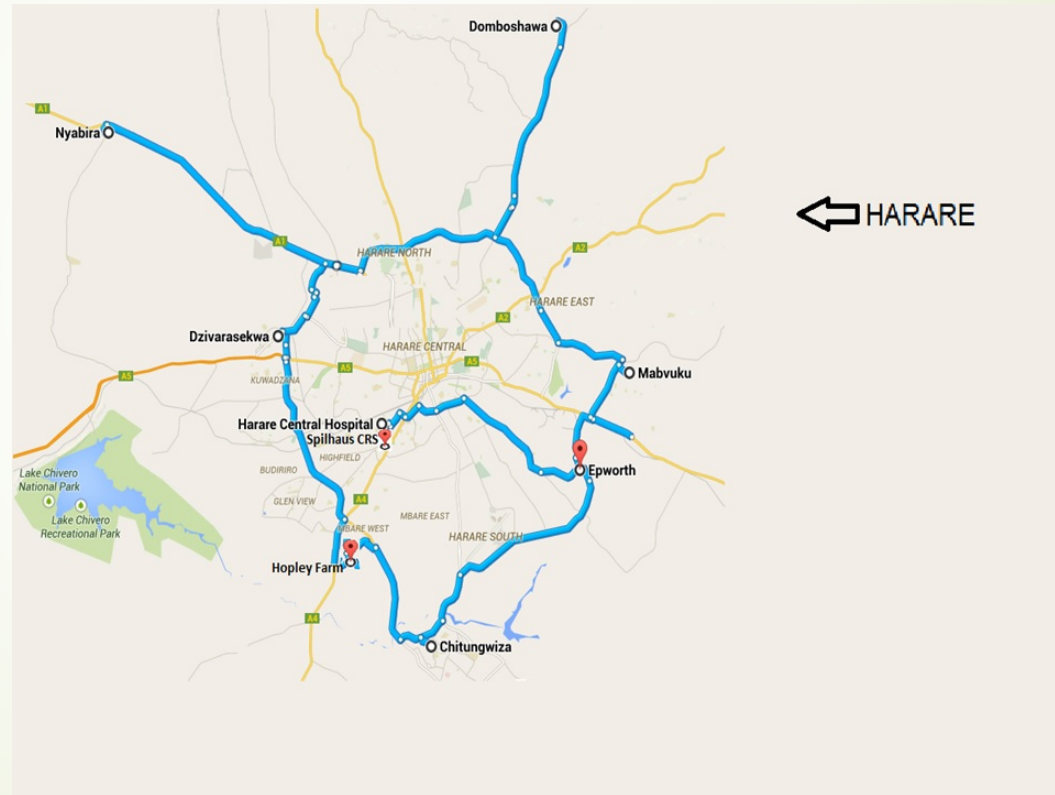 Domboshawa
A1
Nyabira
HARARE
A1
A2
HARARE NORTH
HARARE EAST
A2
Dzivarasekwa
HARARE CENTRAL
A5
A5
A5
Mabvuku
KUWADZANA
Harare Central Hospital
Spilhaus CRS
HIGHFIELD
Epworth
BUDIRIRO
Lake Chivero
National Park
GLEN VIEW
A4
Lake Chivero
Recreational Park
MBARE EAST
MBARE WEST
HARARE SOUTH
Hopley Farm
A4
Chitungwiza